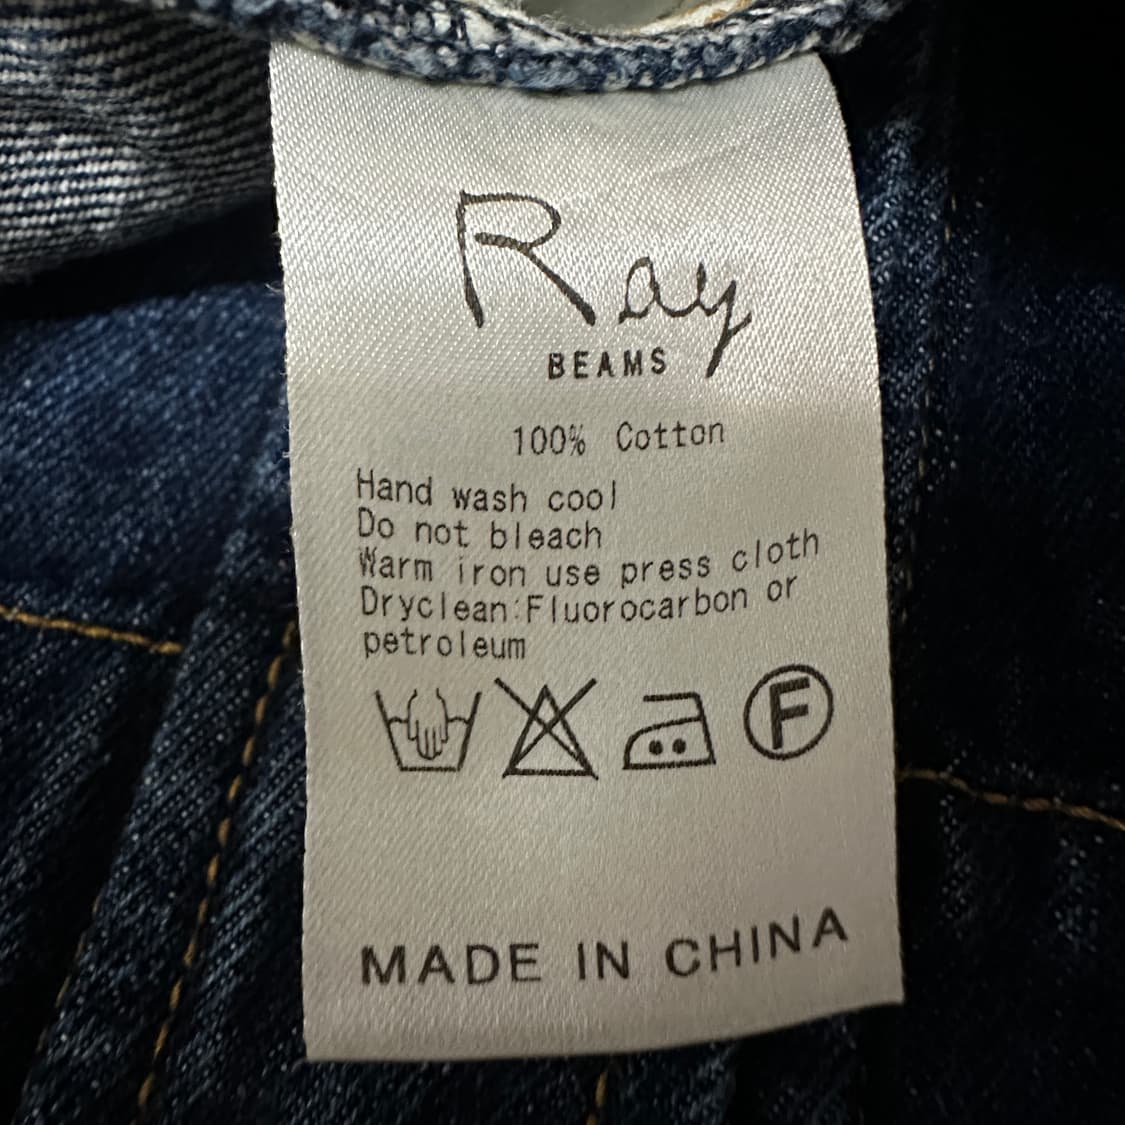 Ray
BEAMS
100% Cotton
Hand wash cool
Do not bleach
Warm iron use press cloth
Dryclean:Fluorocarbon or
petroleum
F
MADE IN CHINA